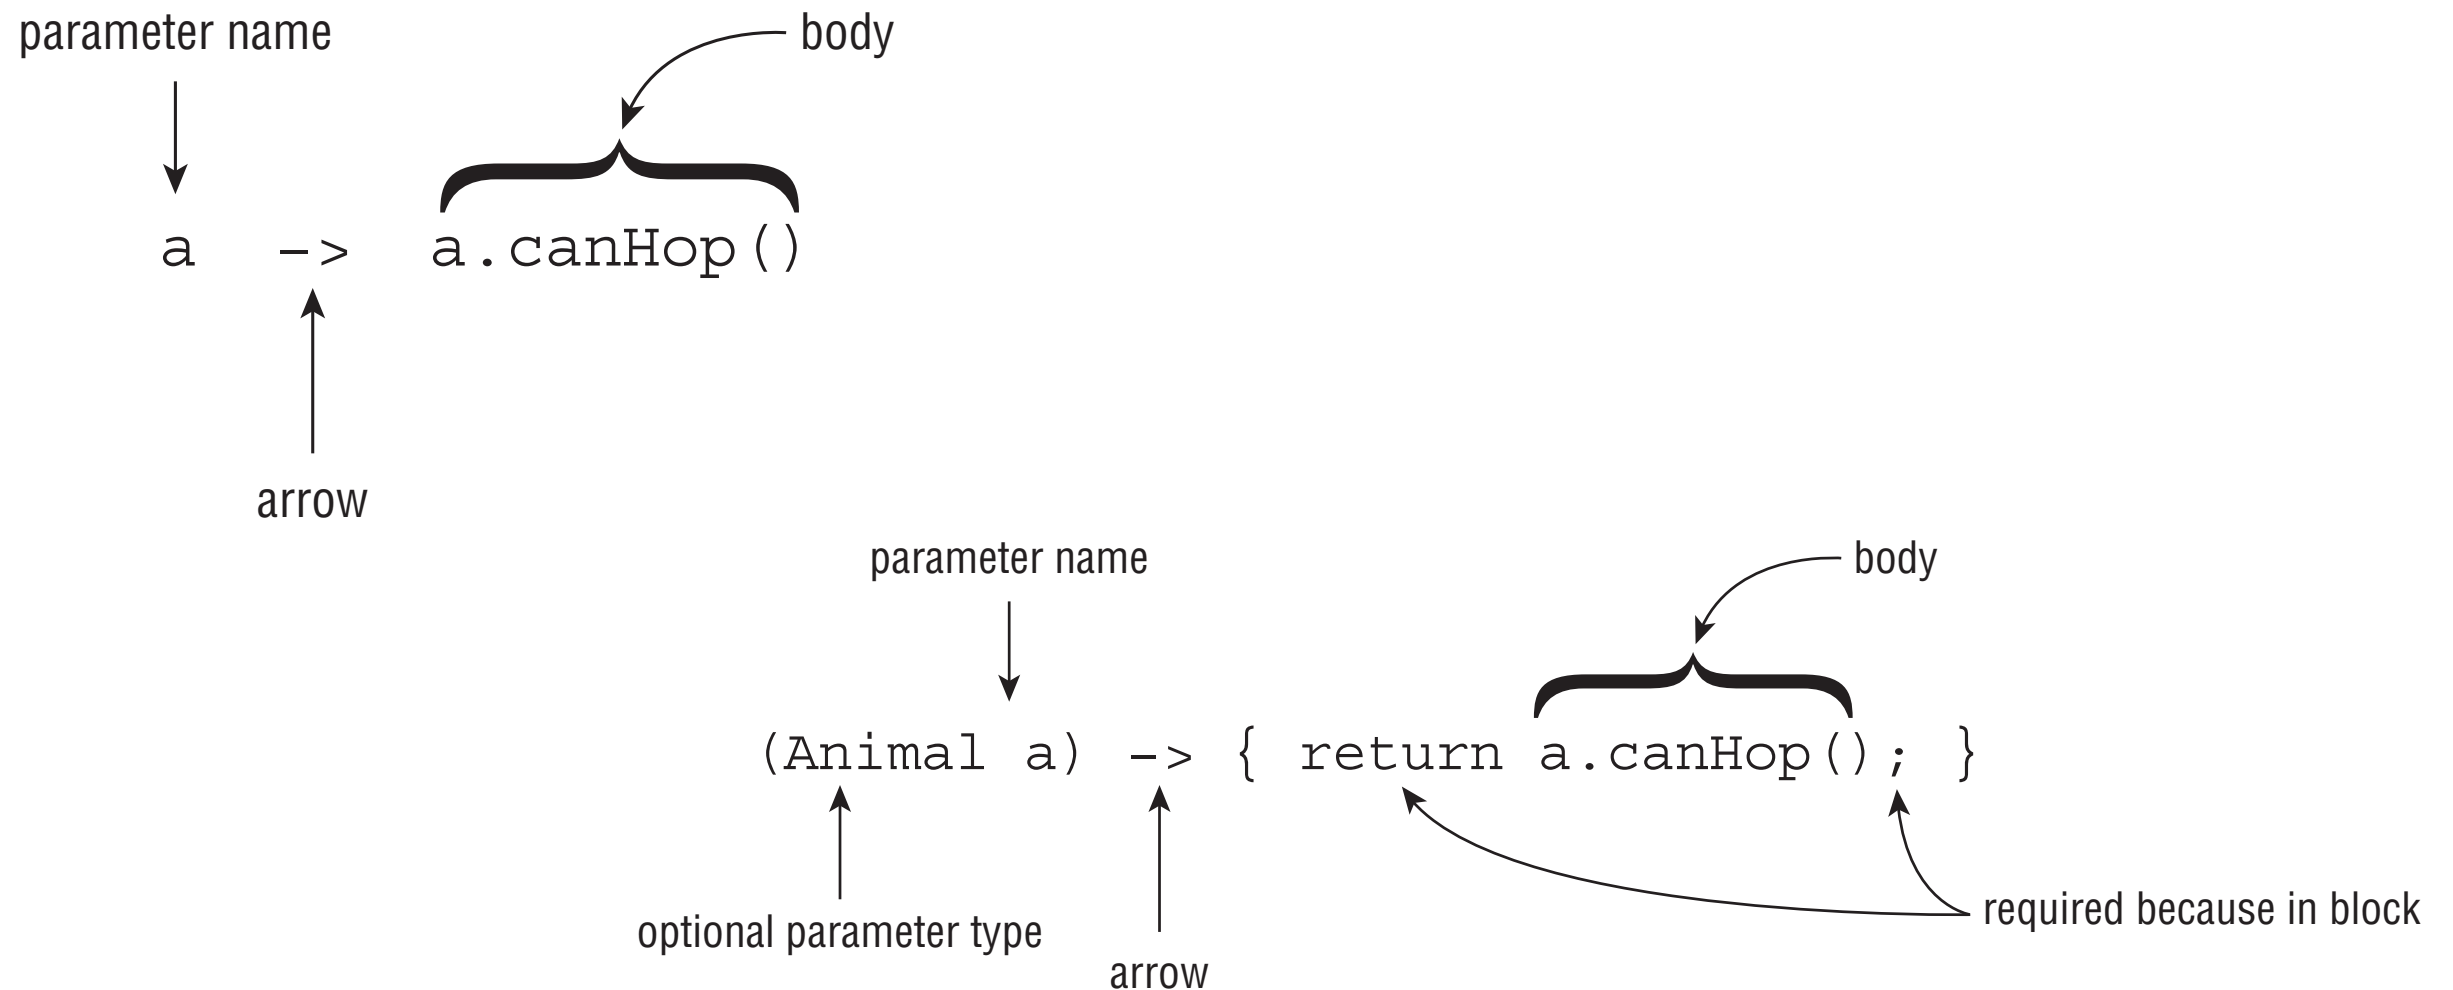 parameter name
body
a -> a.canHop()
arrow
parameter name
body
(Animal a) -> { return a.canHop(); }
optional parameter type
required because in block
arrow